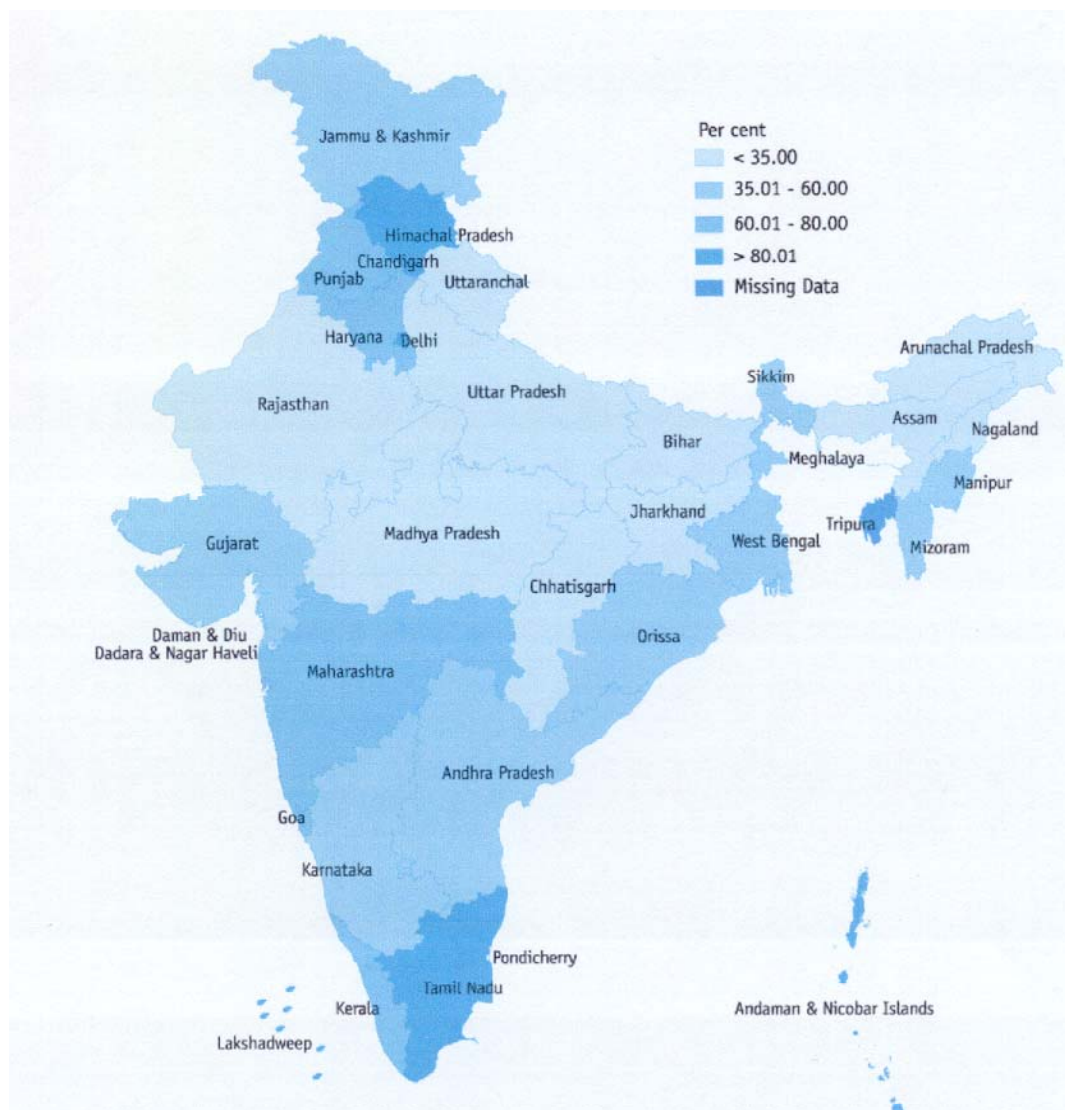 Per cent
< 35.00
35.01 - 60.00
60.01 - 80.00
> 80.01
Missing Data
Jammu & Kashmir
Himachal Pradesh
Chandigarh
Punjab
Uttaranchal
Haryana
Delhi
Arunachal Pradesh
Sikkim
Uttar Pradesh
Rajasthan
Assam
Nagaland
Bihar
Meghalaya
Manipur
Jharkhand
Tripura
Madhya Pradesh
West Bengal
Gujarat
Mizoram
Chhatisgarh
Daman & Diu
Dadara & Nagar Haveli
Orissa
Maharashtra
Andhra Pradesh
Goa
Karnataka
Pondicherry
Tamil Nadu
Kerala
Andaman & Nicobar Islands
Lakshadweep